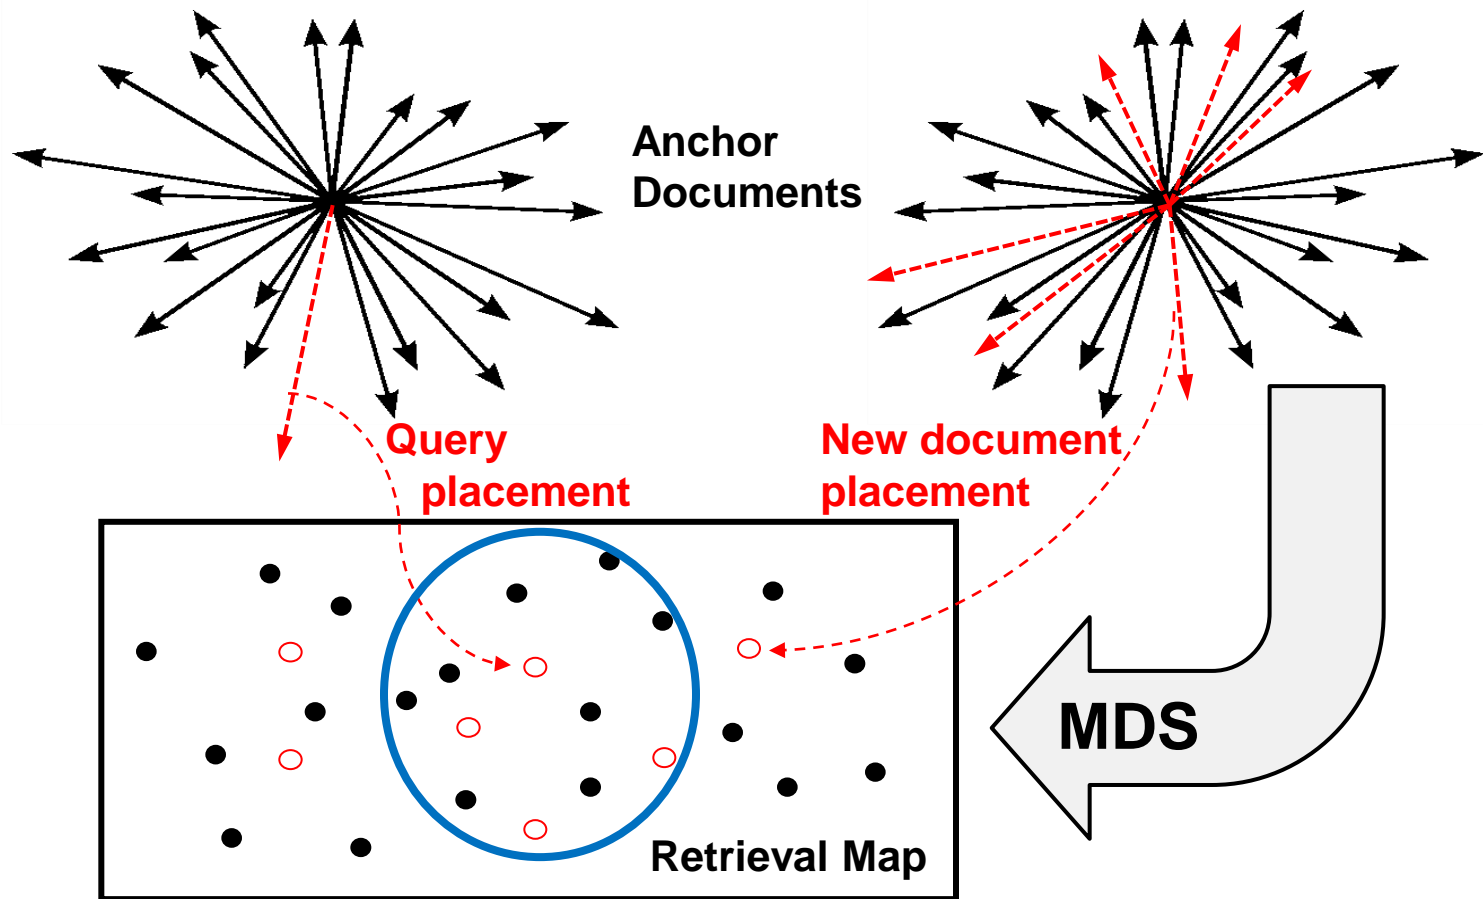 Anchor
Documents
Query
placement
New document
placement
MDS
Retrieval Map